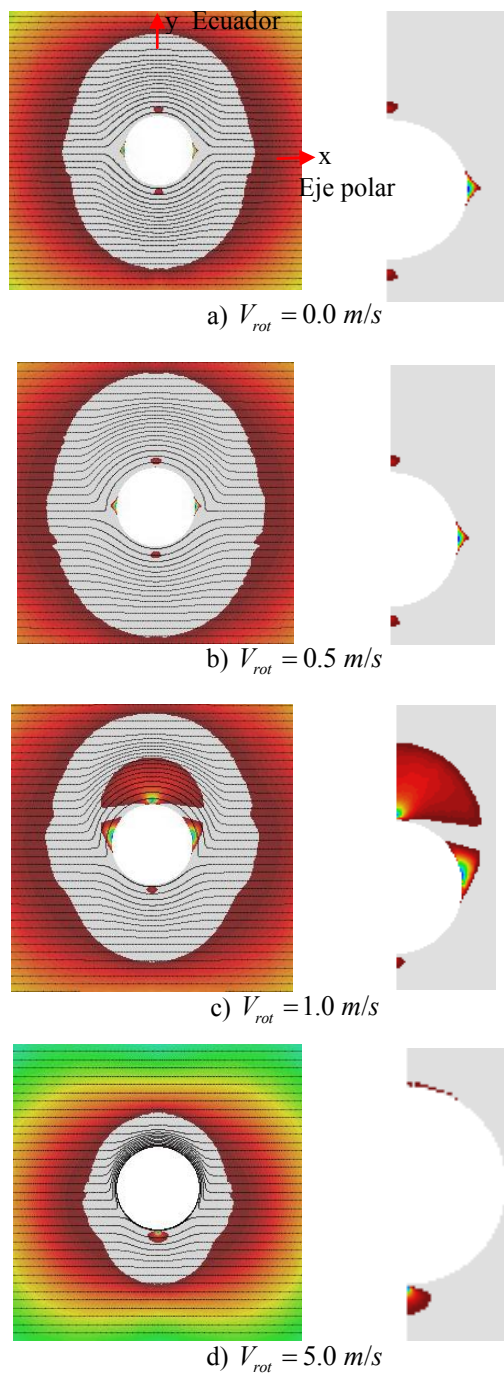 y Ecuador
x
Eje polar
a) V_rot = 0.0 m/s
b) V_rot = 0.5 m/s
c) V_rot = 1.0 m/s
d) V_rot = 5.0 m/s